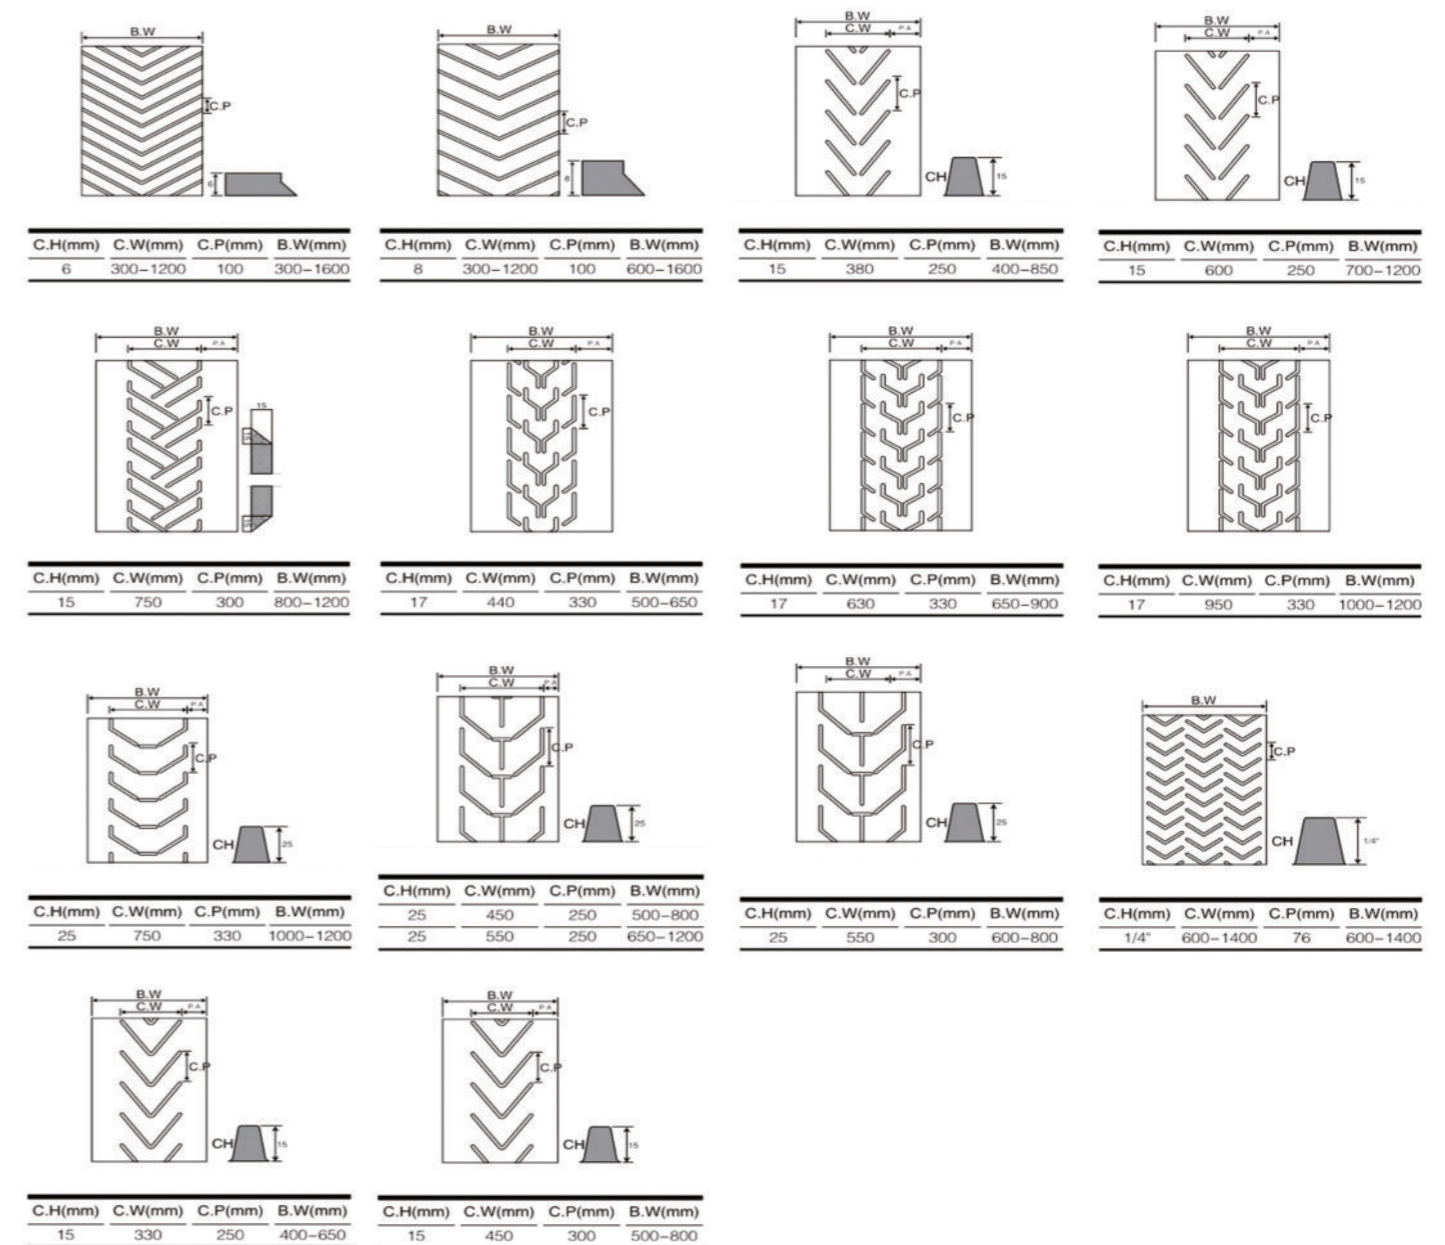 B.W
C.P
6
C.H(mm) C.W(mm) C.P(mm) B.W(mm)
6 300-1200 100 300-1600
B.W
C.P
8
C.H(mm) C.W(mm) C.P(mm) B.W(mm)
8 300-1200 100 600-1600
B.W
C.W P.A
C.P
CH 15
C.H(mm) C.W(mm) C.P(mm) B.W(mm)
15 380 250 400-850
B.W
C.W P.A
C.P
CH 15
C.H(mm) C.W(mm) C.P(mm) B.W(mm)
15 600 250 700-1200
B.W
C.W P.A
C.P
15
15
15
C.H(mm) C.W(mm) C.P(mm) B.W(mm)
15 750 300 800-1200
B.W
C.W P.A
C.P
C.H(mm) C.W(mm) C.P(mm) B.W(mm)
17 440 330 500-650
B.W
C.W P.A
C.P
C.H(mm) C.W(mm) C.P(mm) B.W(mm)
17 630 330 650-900
B.W
C.W P.A
C.P
C.H(mm) C.W(mm) C.P(mm) B.W(mm)
17 950 330 1000-1200
B.W
C.W P.A
C.P
CH 25
C.H(mm) C.W(mm) C.P(mm) B.W(mm)
25 750 330 1000-1200
B.W
C.W P.A
C.P
CH 25
C.H(mm) C.W(mm) C.P(mm) B.W(mm)
25 450 250 500-800
25 550 250 650-1200
B.W
C.W P.A
C.P
CH 25
C.H(mm) C.W(mm) C.P(mm) B.W(mm)
25 550 300 600-800
B.W
C.P
CH 1/4"
C.H(mm) C.W(mm) C.P(mm) B.W(mm)
1/4" 600-1400 76 600-1400
B.W
C.W P.A
C.P
CH 15
C.H(mm) C.W(mm) C.P(mm) B.W(mm)
15 330 250 400-650
B.W
C.W P.A
C.P
CH 15
C.H(mm) C.W(mm) C.P(mm) B.W(mm)
15 450 300 500-800